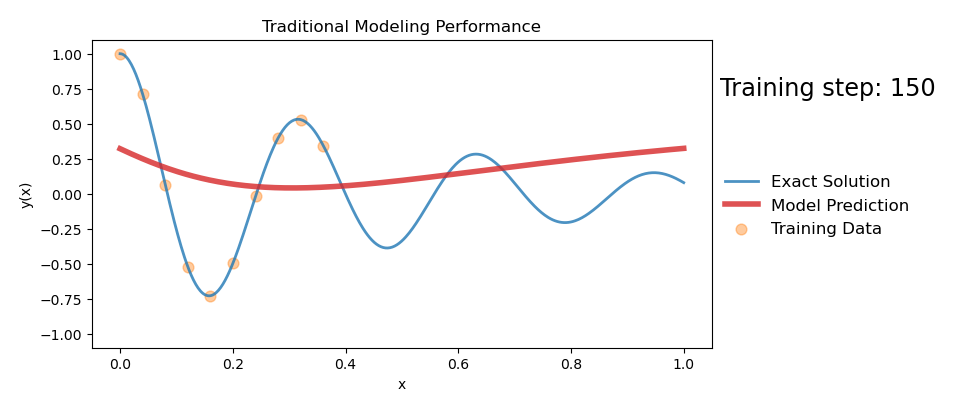 Traditional Modeling Performance
Training step: 150
1.00
0.75
0.50
0.25
0.00
−0.25
−0.50
−0.75
−1.00
y(x)
0.0 0.2 0.4 0.6 0.8 1.0
x
Exact Solution
Model Prediction
Training Data